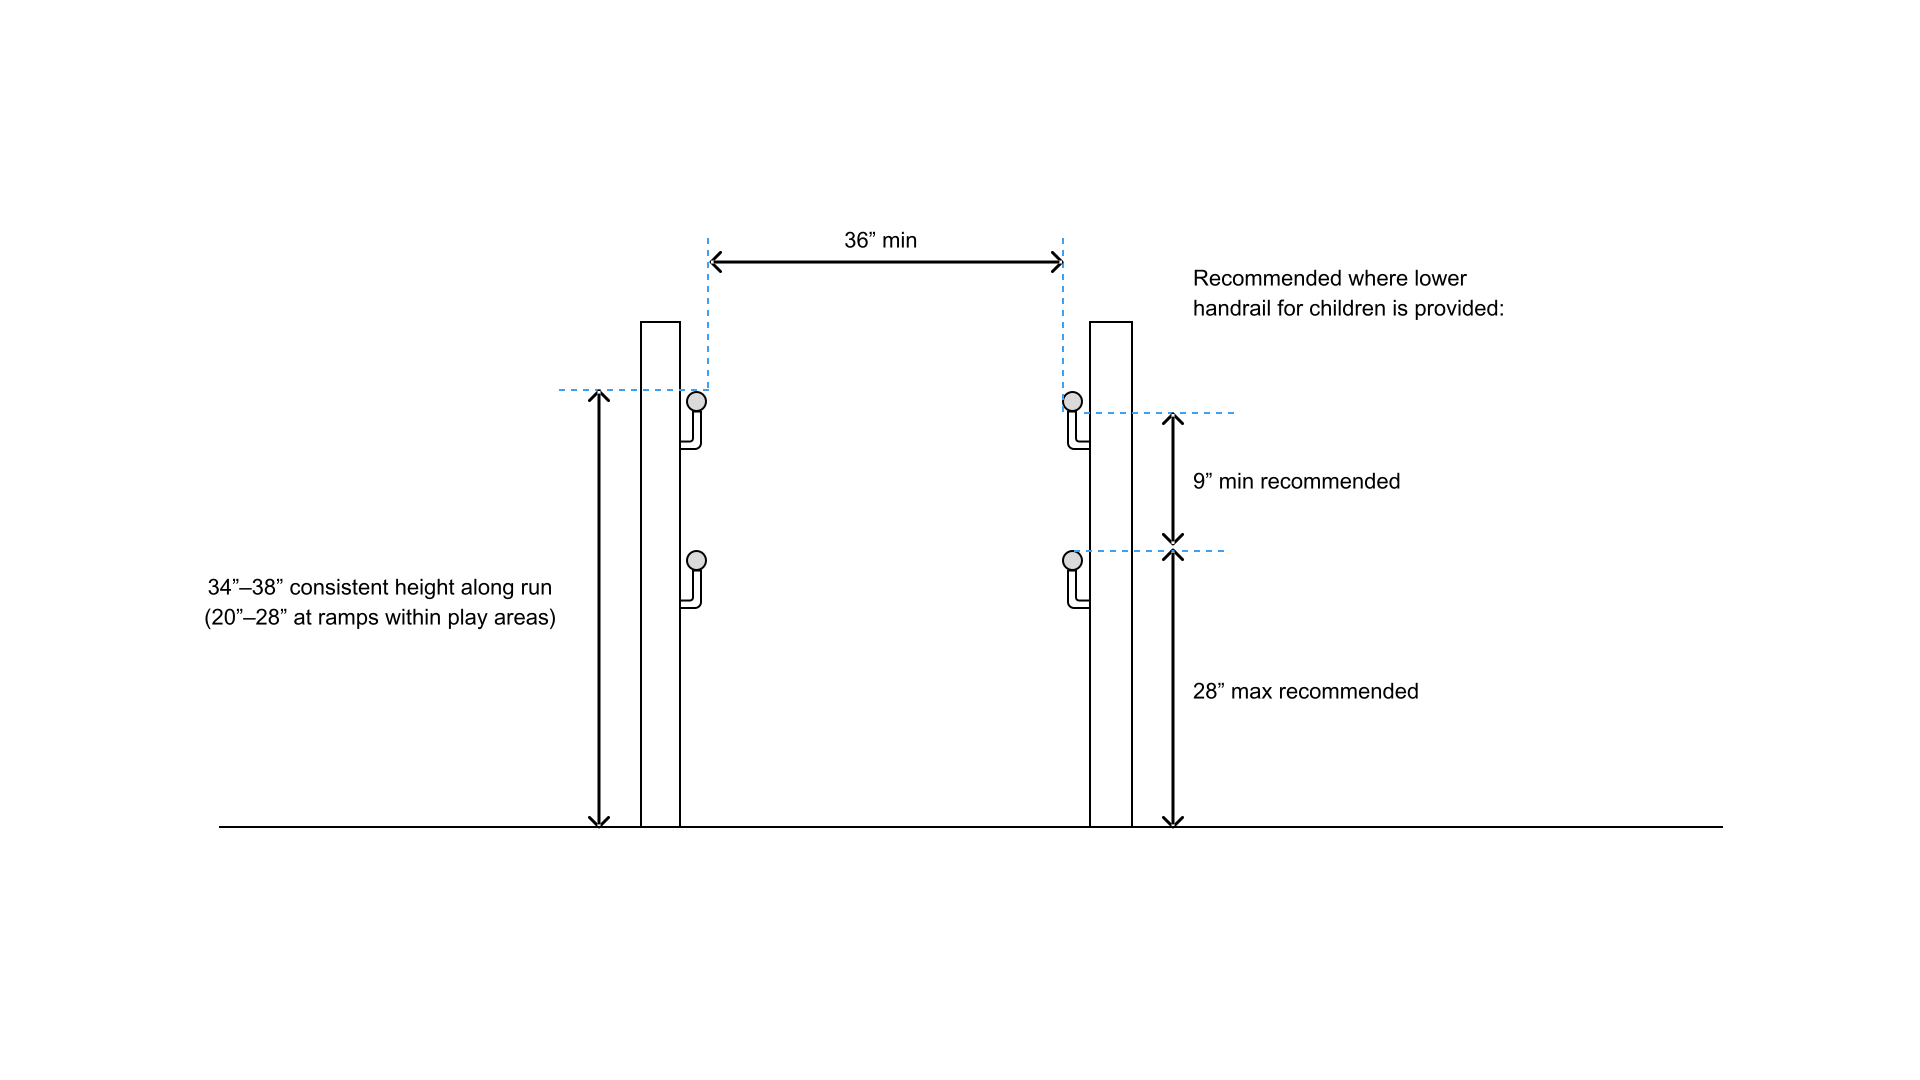 36” min
Recommended where lower
handrail for children is provided:
9” min recommended
34”–38” consistent height along run
(20”–28” at ramps within play areas)
28” max recommended